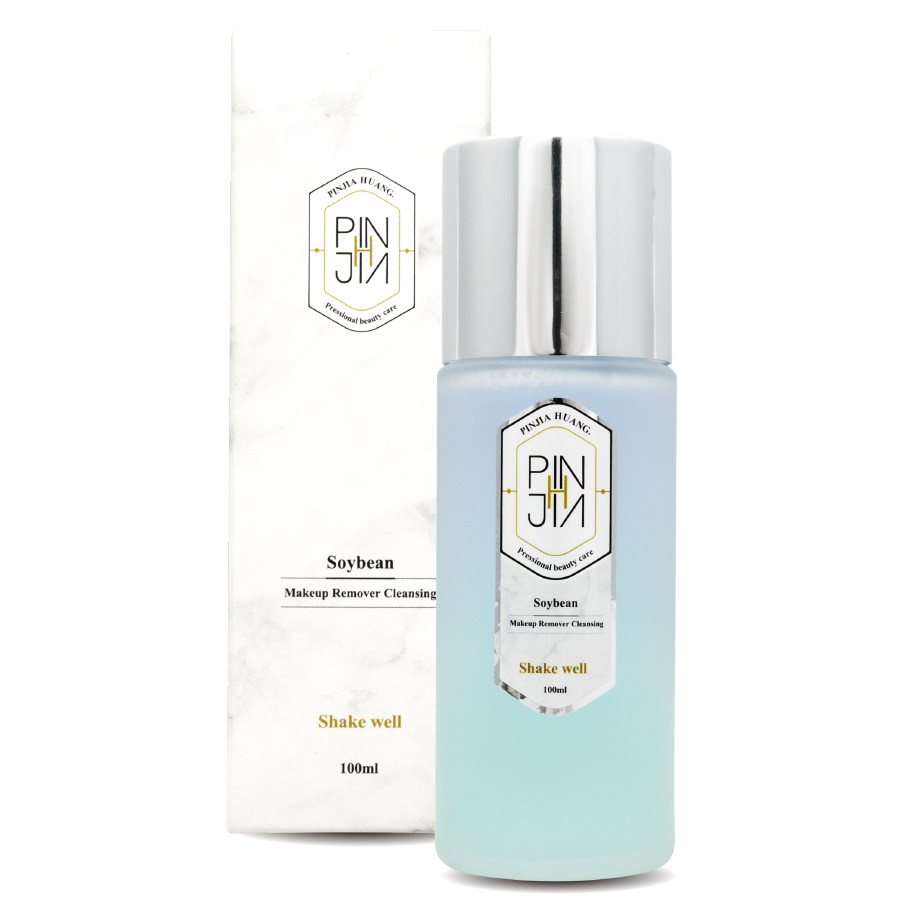 PINJIA HUANG.
PIN
H
JIA
Pressional beauty care
Soybean
Makeup Remover Cleansing
Shake well
100ml
PINJIA HUANG.
PIN
H
JIA
Pressional beauty care
Soybean
Makeup Remover Cleansing
Shake well
100ml